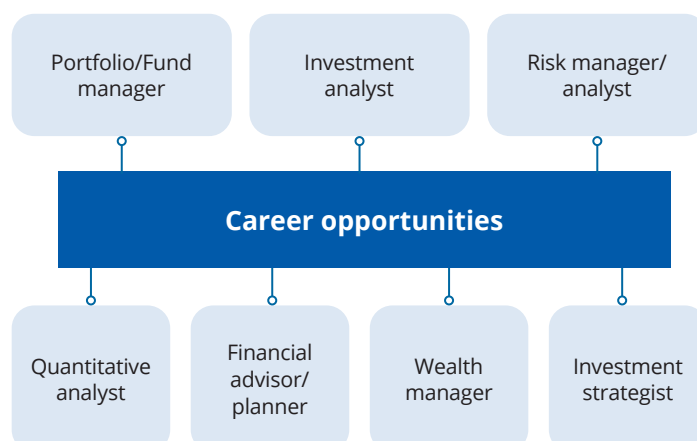 Portfolio/Fund
manager
Investment
analyst
Risk manager/
analyst
Career opportunities
Quantitative
analyst
Financial
advisor/
planner
Wealth
manager
Investment
strategist